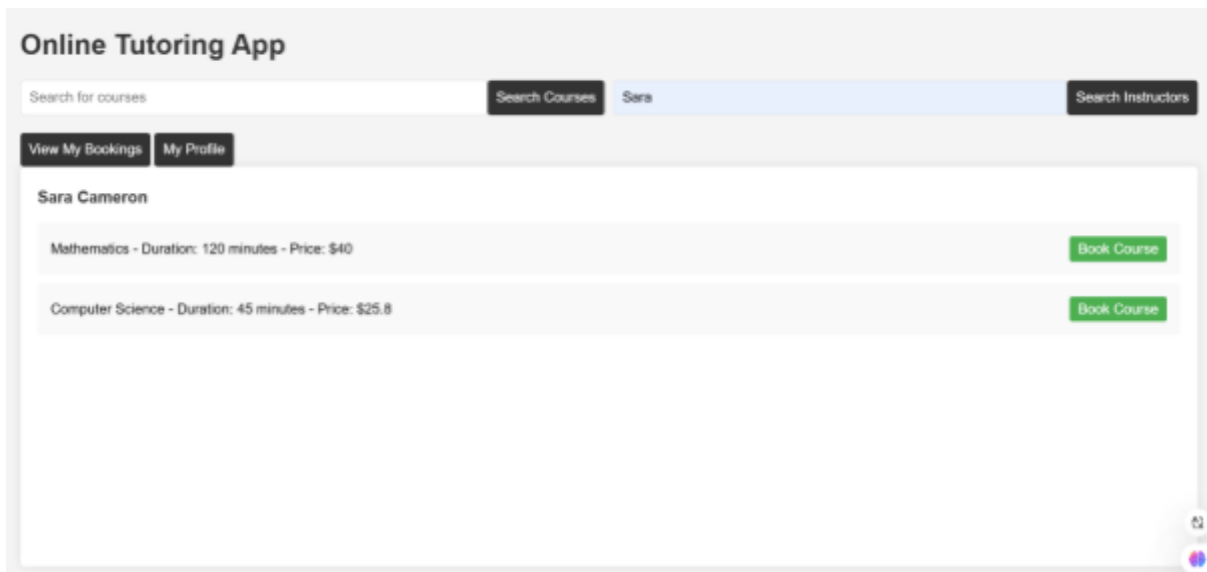 Online Tutoring App
Search for courses Search Courses Sara Search Instructors
View My Bookings My Profile
Sara Cameron
Mathematics - Duration: 120 minutes - Price: $40 Book Course
Computer Science - Duration: 45 minutes - Price: $25.8 Book Course